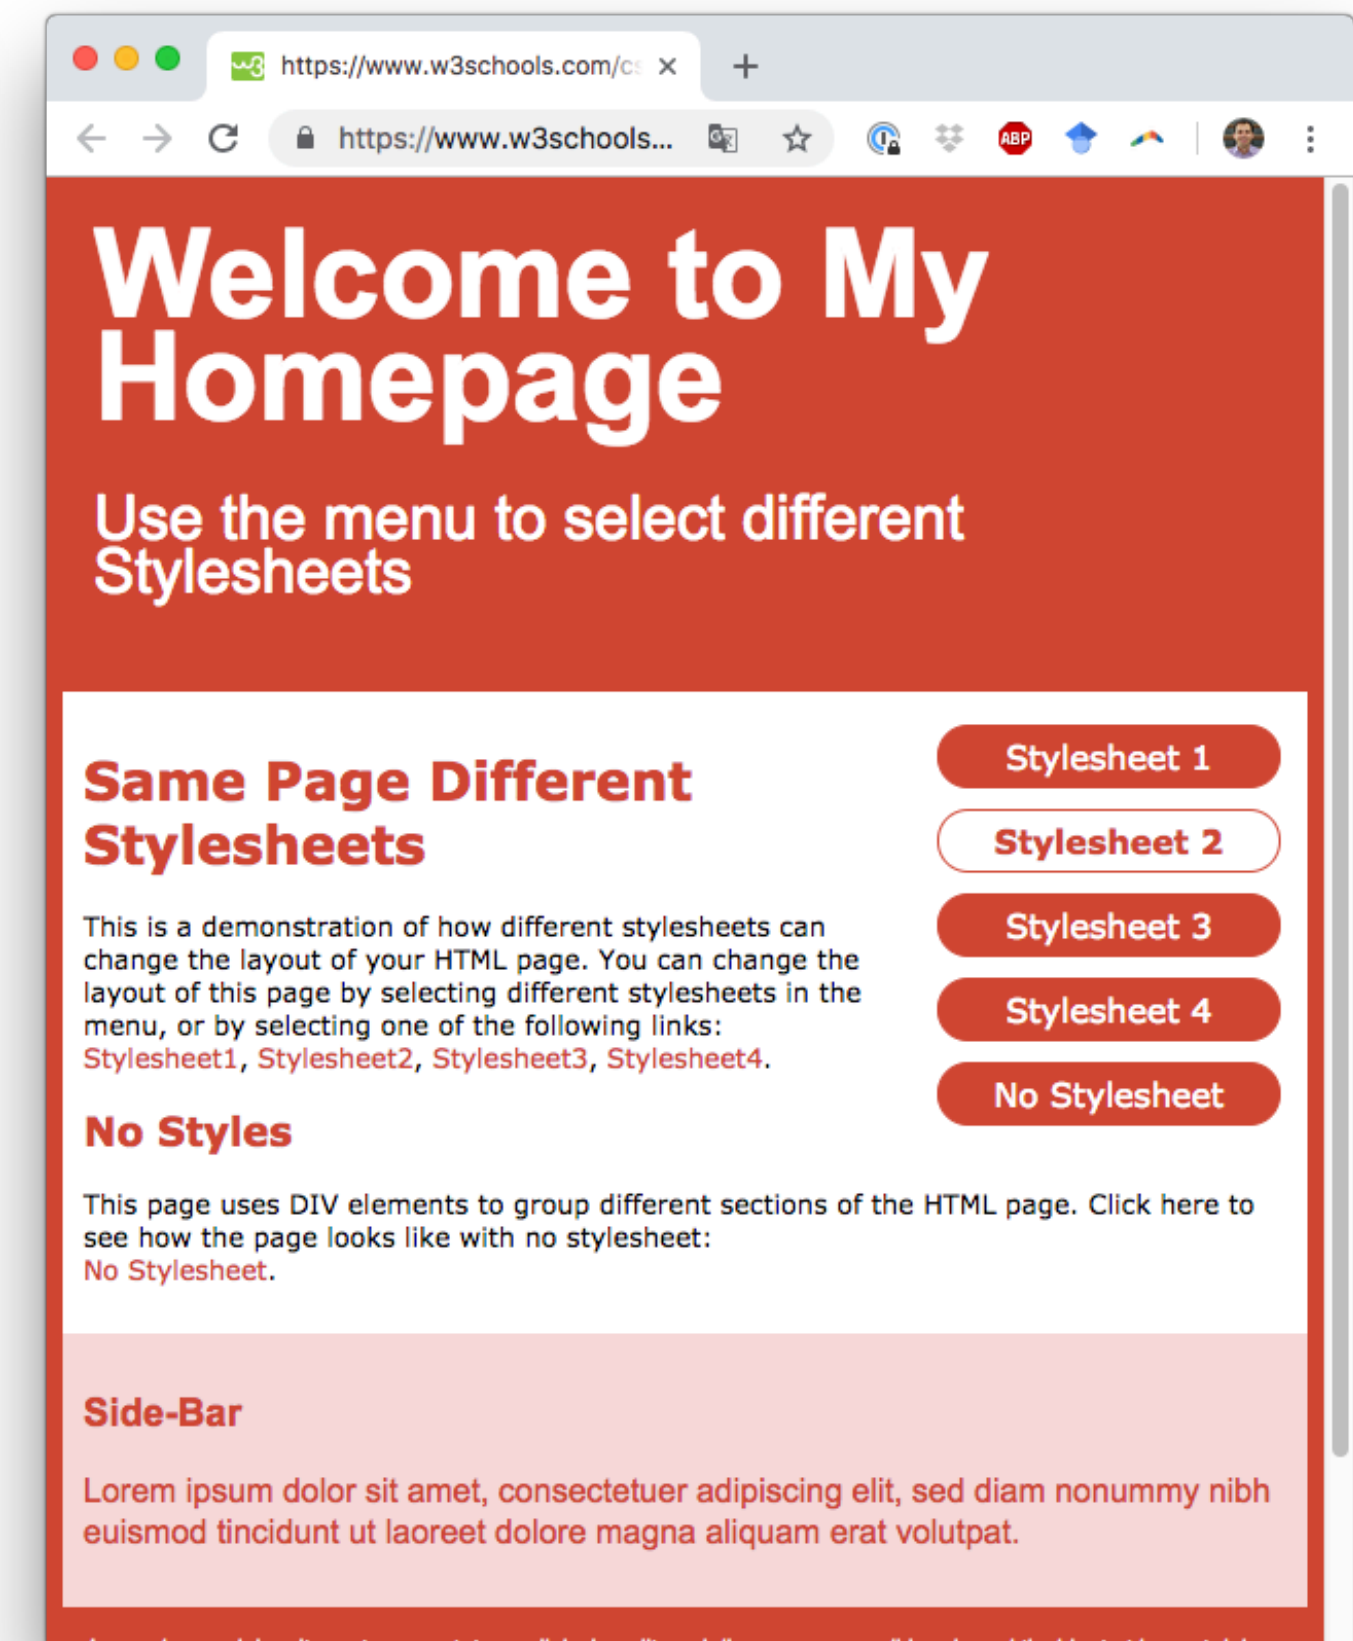 https://www.w3schools.com/cs
https://www.w3schools...
ABP
Welcome to My
Homepage
Use the menu to select different
Stylesheets
Same Page Different
Stylesheets
This is a demonstration of how different stylesheets can
change the layout of your HTML page. You can change the
layout of this page by selecting different stylesheets in the
menu, or by selecting one of the following links:
Stylesheet1, Stylesheet2, Stylesheet3, Stylesheet4.
Stylesheet 1
Stylesheet 2
Stylesheet 3
Stylesheet 4
No Stylesheet
No Styles
This page uses DIV elements to group different sections of the HTML page. Click here to
see how the page looks like with no stylesheet:
No Stylesheet.
Side-Bar
Lorem ipsum dolor sit amet, consectetuer adipiscing elit, sed diam nonummy nibh
euismod tincidunt ut laoreet dolore magna aliquam erat volutpat.